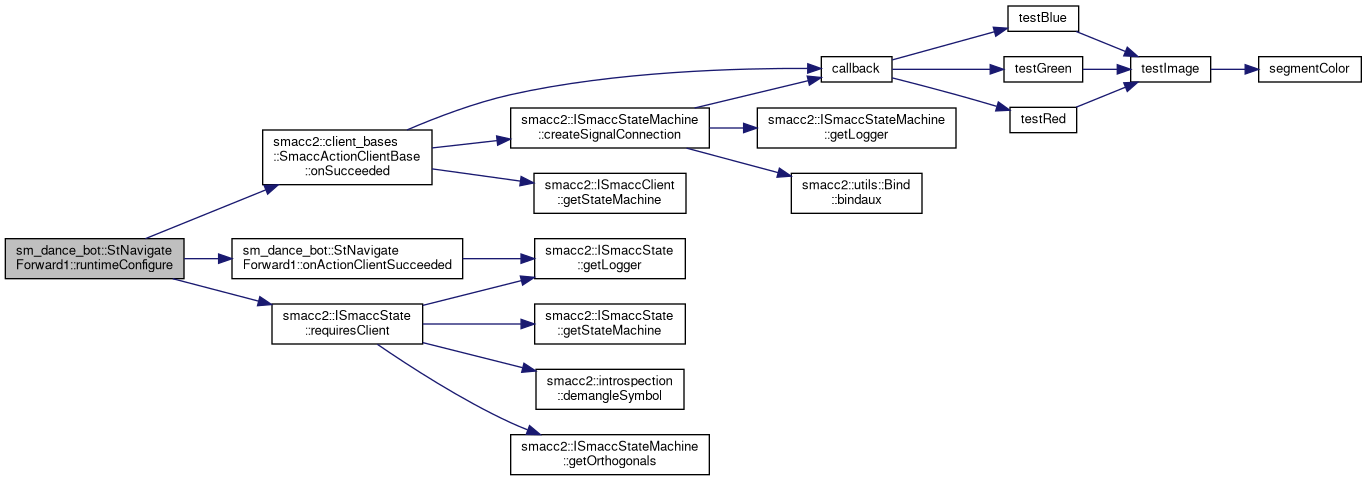 sm_dance_bot::StNavigate
Forward1::runtimeConfigure
smacc2::client_bases
::SmaccActionClientBase
::onSucceeded
sm_dance_bot::StNavigate
Forward1::onActionClientSucceeded
smacc2::ISmaccState
::requiresClient
smacc2::ISmaccStateMachine
::createSignalConnection
smacc2::ISmaccClient
::getStateMachine
smacc2::ISmaccState
::getLogger
smacc2::ISmaccState
::getStateMachine
smacc2::introspection
::demangleSymbol
smacc2::ISmaccStateMachine
::getOrthogonals
callback
smacc2::ISmaccStateMachine
::getLogger
smacc2::utils::Bind
::bindaux
testBlue
testGreen
testRed
testImage
segmentColor